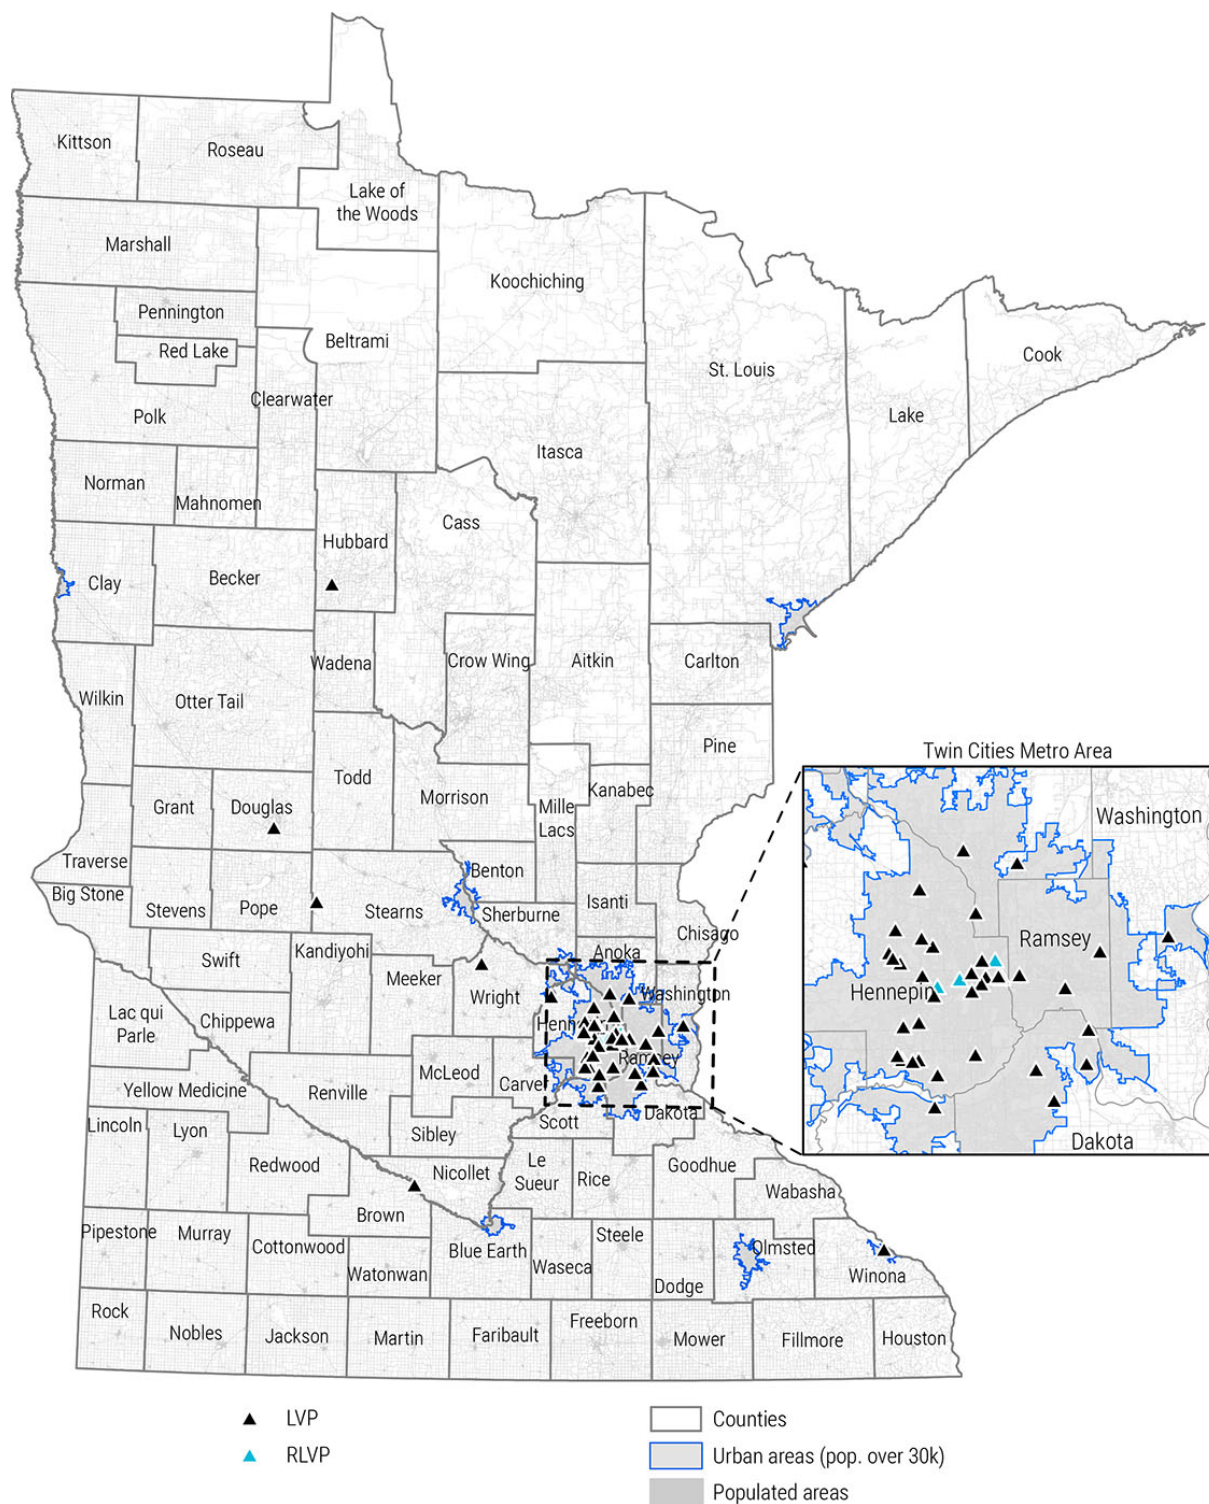 Kittson
Roseau
Lake of
the Woods
Marshall
Koochiching
Pennington
Red Lake
Beltrami
St. Louis
Cook
Clearwater
Polk
Lake
Itasca
Norman
Mahnomen
Cass
Hubbard
Clay
Becker
Wadena
Crow Wing
Aitkin
Carlton
Wilkin
Otter Tail
Pine
Twin Cities Metro Area
Todd
Grant
Douglas
Morrison
Mille
Lacs
Kanabec
Washington
Traverse
Big Stone
Benton
Stevens
Pope
Stearns
Sherburne
Isanti
Chisago
Ramsey
Anoka
Swift
Kandiyohi
Meeker
Wright
Washington
Hennepin
Lac qui
Parle
Chippewa
Henn
Ramsey
McLeod
Carver
Yellow Medicine
Renville
Scott
Dakota
Dakota
Lincoln
Lyon
Sibley
Redwood
Nicollet
Le
Sueur
Rice
Goodhue
Wabasha
Brown
Pipestone
Murray
Cottonwood
Watonwan
Blue Earth
Waseca
Steele
Dodge
Olmsted
Winona
Rock
Nobles
Jackson
Martin
Faribault
Freeborn
Mower
Fillmore
Houston
LVP
RLVP
Counties
Urban areas (pop. over 30k)
Populated areas